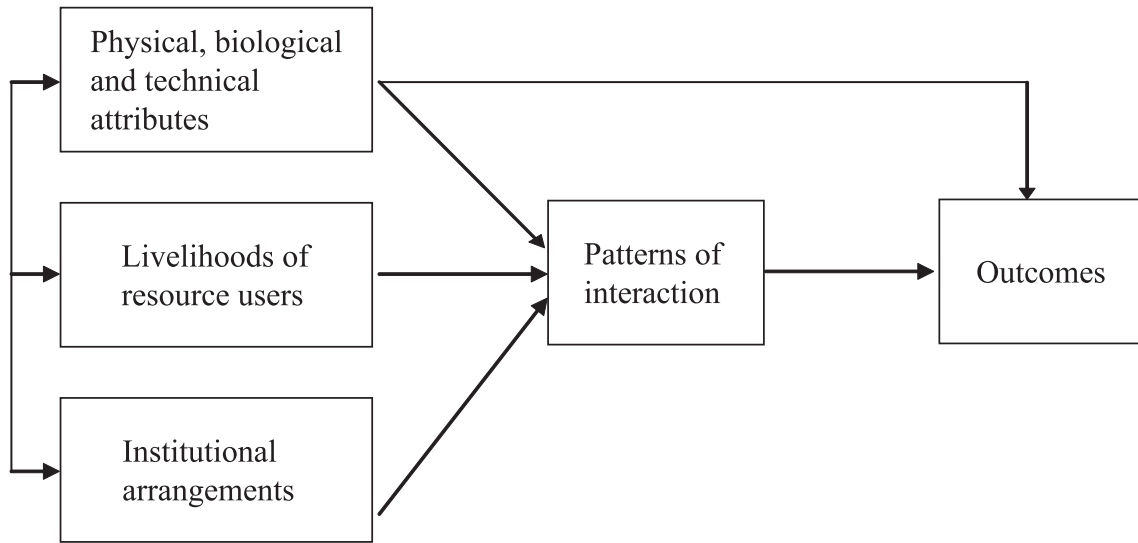 Physical, biological
and technical
attributes
Livelihoods of
resource users
Institutional
arrangements
Patterns of
interaction
Outcomes